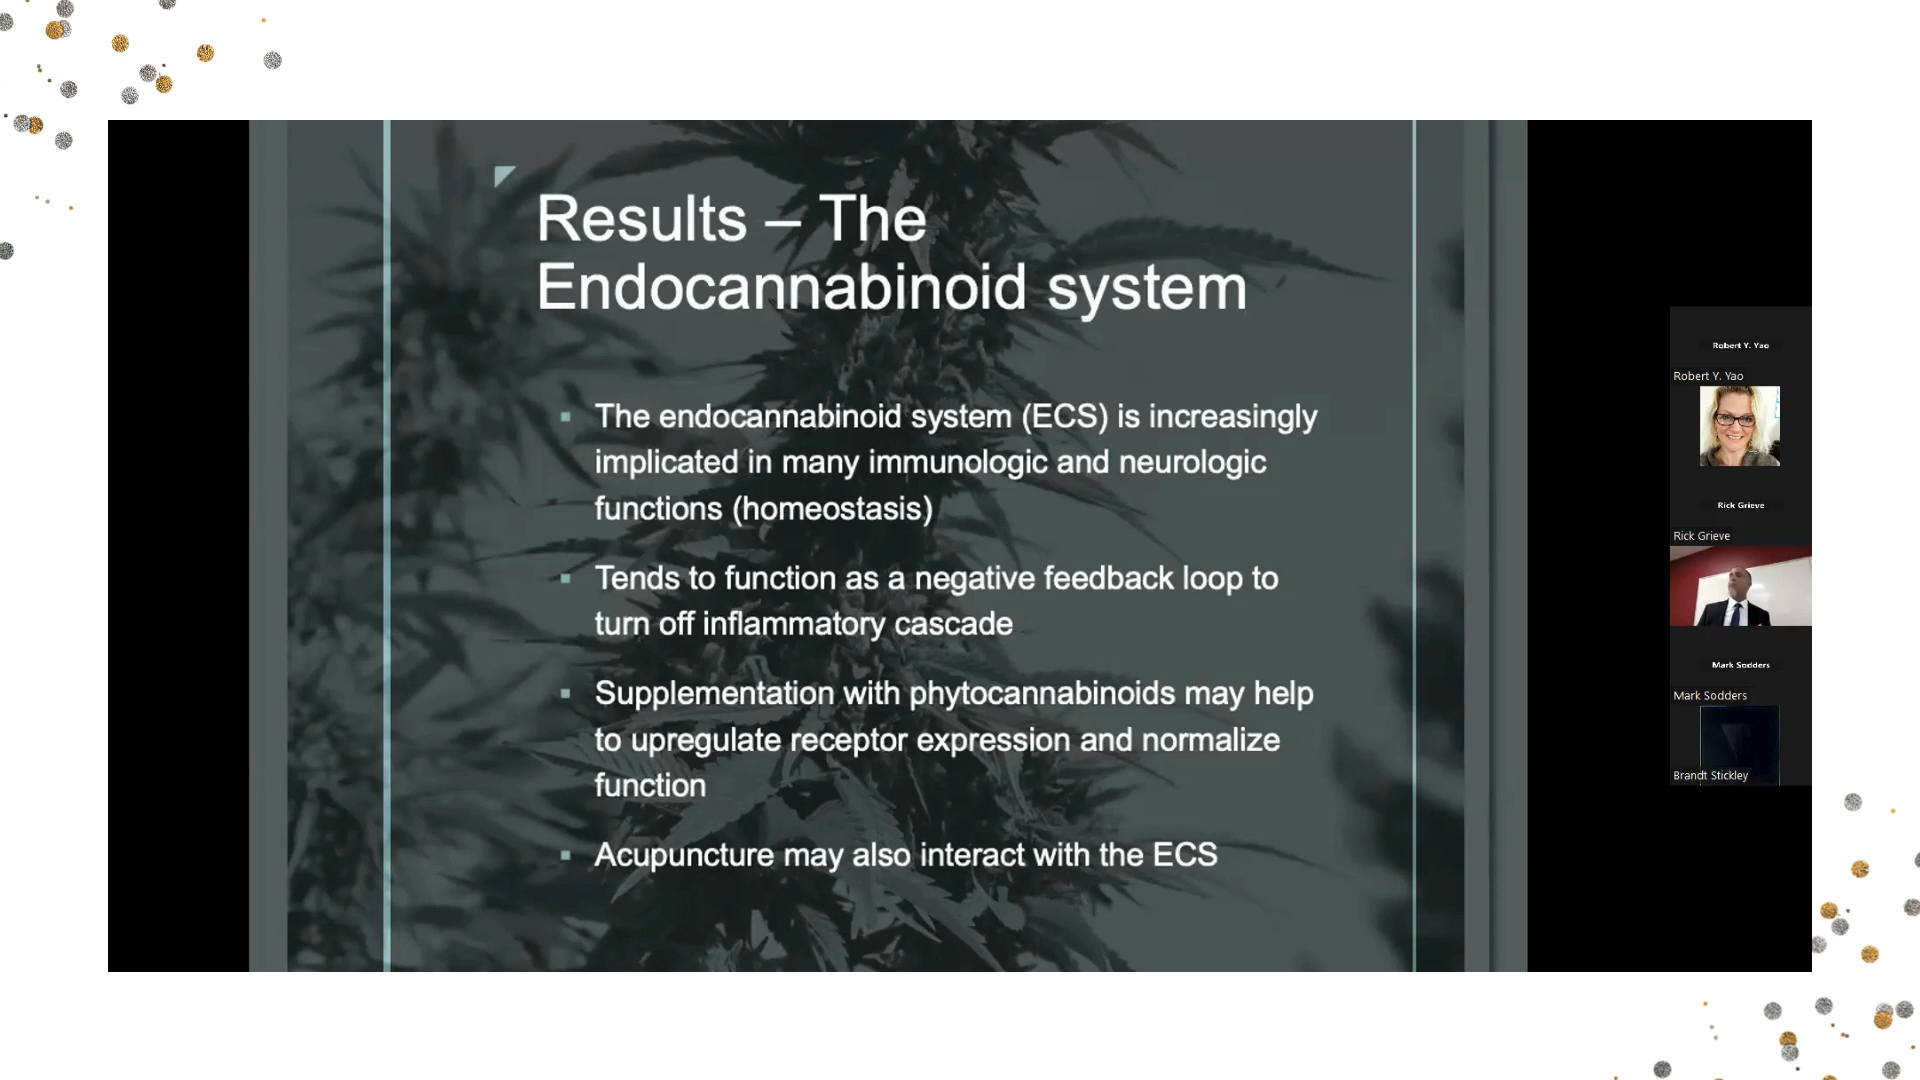 Results – The
Endocannabinoid system
▪ The endocannabinoid system (ECS) is increasingly
implicated in many immunologic and neurologic
functions (homeostasis)
▪ Tends to function as a negative feedback loop to
turn off inflammatory cascade
▪ Supplementation with phytocannabinoids may help
to upregulate receptor expression and normalize
function
▪ Acupuncture may also interact with the ECS
Robert Y. Yao
Robert Y. Yao
Rick Grieve
Rick Grieve
Mark Sodders
Mark Sodders
Brandt Stickley